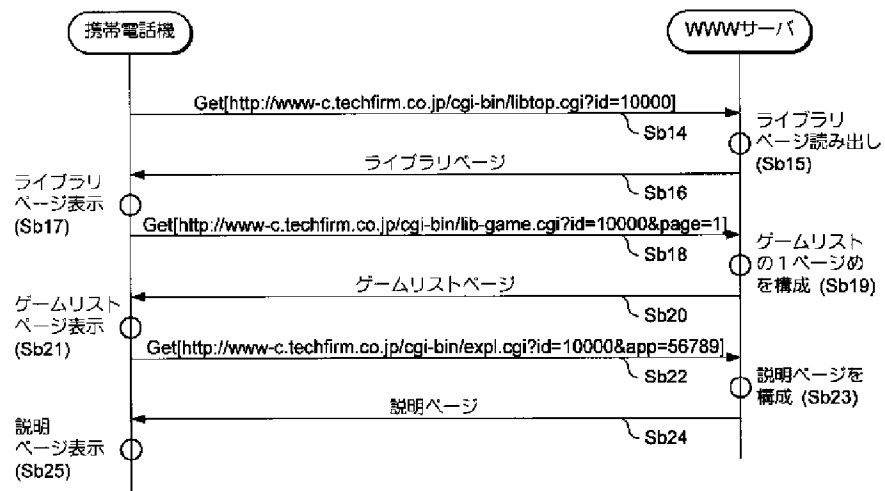 携帯電話機
WWWサーバ
Get[http://www-c.techfirm.co.jp/cgi-bin/libtop.cgi?id=10000]
Sb14
ライブラリ
ページ読み出し
(Sb15)
ライブラリページ
Sb16
ライブラリ
ページ表示
(Sb17)
Get[http://www-c.techfirm.co.jp/cgi-bin/lib-game.cgi?id=10000&page=1]
Sb18
ゲームリスト
の1ページめ
を構成 (Sb19)
ゲームリストページ
Sb20
ゲームリスト
ページ表示
(Sb21)
Get[http://www-c.techfirm.co.jp/cgi-bin/expl.cgi?id=10000&app=56789]
Sb22
説明ページを
構成 (Sb23)
説明ページ
Sb24
説明
ページ表示
(Sb25)